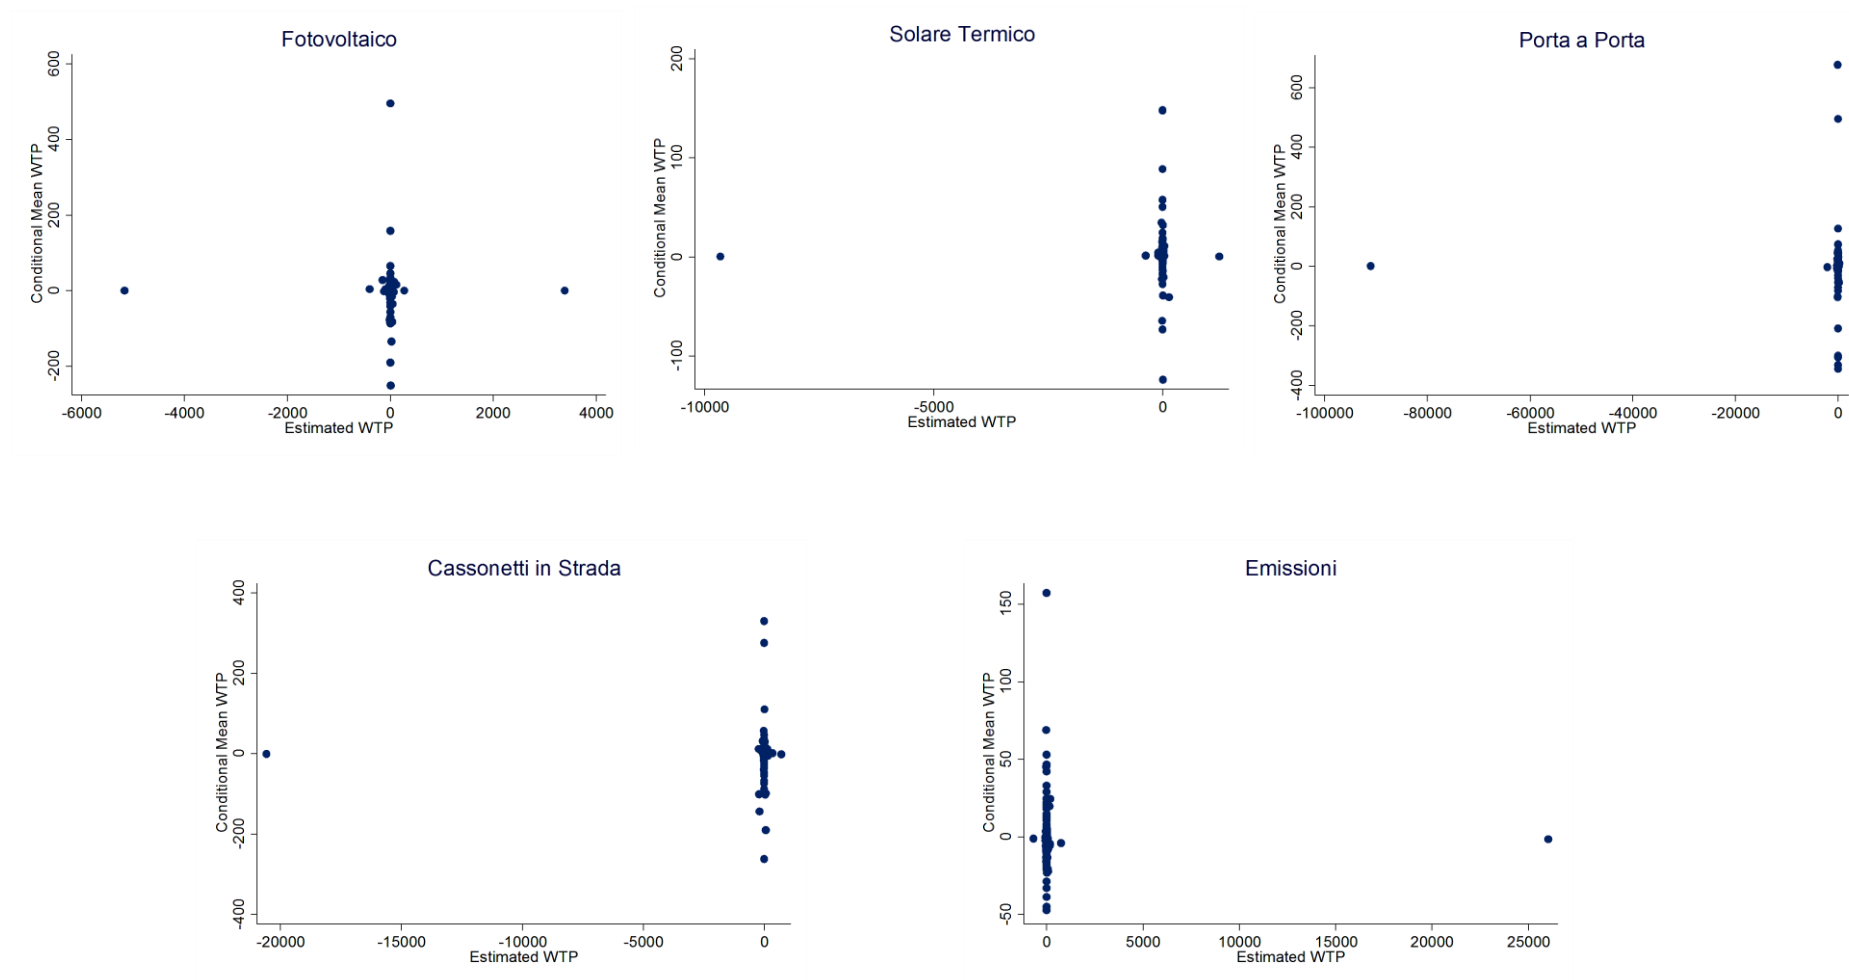 Fotovoltaico
Conditional Mean WTP
600
400
200
0
-200
-6000 -4000 -2000 0 2000 4000
Estimated WTP
Solare Termico
Conditional Mean WTP
200
100
0
-100
-10000 -5000 0
Estimated WTP
Porta a Porta
Conditional Mean WTP
600
400
200
0
-200
-400
-100000 -80000 -60000 -40000 -20000 0
Estimated WTP
Cassonetti in Strada
Conditional Mean WTP
400
200
0
-200
-400
-20000 -15000 -10000 -5000 0
Estimated WTP
Emissioni
Conditional Mean WTP
150
100
50
0
-50
0 5000 10000 15000 20000 25000
Estimated WTP